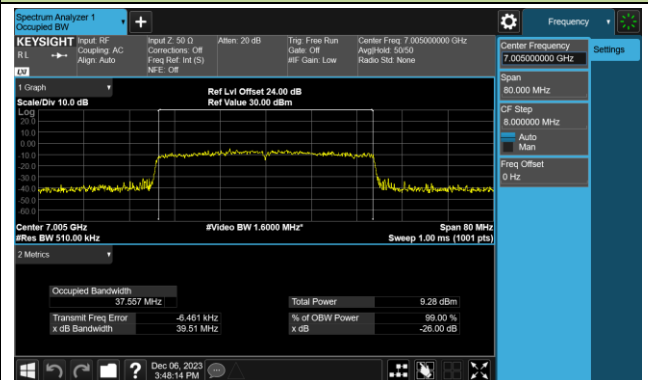 Spectrum Analyzer 1
Occupied BW
Frequency
KEYSIGHT
Input: RF
Input Z: 50 Ω
Atten: 20 dB
Trig: Free Run
Center Freq: 7.005000000 GHz
R L
Coupling: AC
Corrections: Off
Gate: Off
Avg|Hold: 50/50
Align: Auto
Freq Ref: Int (S)
#IF Gain: Low
Radio Std: None
NFE: Off
LXI
Center Frequency
7.005000000 GHz
Settings
Span
80.000 MHz
CF Step
8.000000 MHz
Auto
Man
Freq Offset
0 Hz
1 Graph
Ref Lvl Offset 24.00 dB
Scale/Div 10.0 dB
Ref Value 30.00 dBm
Log
20.0
10.0
0.00
-10.0
-20.0
-30.0
-40.0
-50.0
-60.0
Center 7.005 GHz
#Video BW 1.6000 MHz*
Span 80 MHz
#Res BW 510.00 kHz
Sweep 1.00 ms (1001 pts)
2 Metrics
Occupied Bandwidth
37.557 MHz
Total Power
9.28 dBm
Transmit Freq Error
-6.461 kHz
% of OBW Power
99.00 %
x dB Bandwidth
39.51 MHz
x dB
-26.00 dB
?
Dec 06, 2023
3:48:14 PM